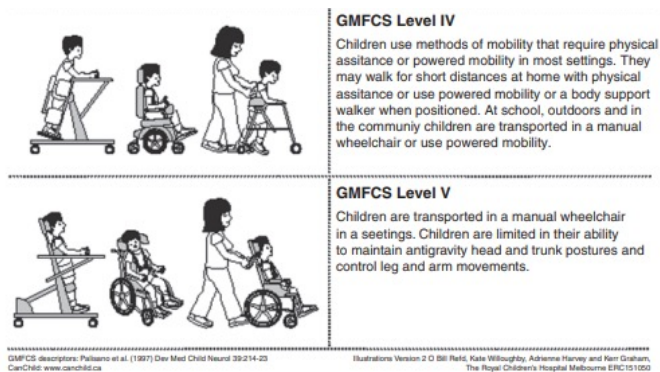 GMFCS Level IV
Children use methods of mobility that require physical
assitance or powered mobility in most settings. They
may walk for short distances at home with physical
assitance or use powered mobility or a body support
walker when positioned. At school, outdoors and in
the communiy children are transported in a manual
wheelchair or use powered mobility.
GMFCS Level V
Children are transported in a manual wheelchair
in a seetings. Children are limited in their ability
to maintain antigravity head and trunk postures and
control leg and arm movements.
GMFCS descriptors: Palisano et al. (1997) Dev Med Child Neurol 39:214-23
CanChild: www.canchild.ca
Illustrations Version 2 O Bill Reid, Kate Willoughby, Adrienne Harvey and Kerr Graham,
The Royal Children's Hospital Melbourne ERC151050